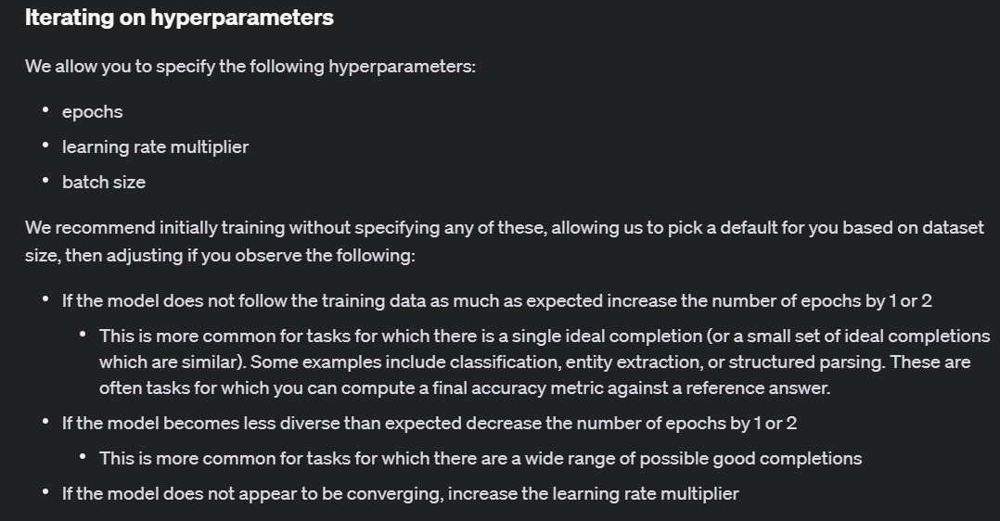 Iterating on hyperparameters
We allow you to specify the following hyperparameters:
• epochs
• learning rate multiplier
• batch size
We recommend initially training without specifying any of these, allowing us to pick a default for you based on dataset
size, then adjusting if you observe the following:
• If the model does not follow the training data as much as expected increase the number of epochs by 1 or 2
• This is more common for tasks for which there is a single ideal completion (or a small set of ideal completions
which are similar). Some examples include classification, entity extraction, or structured parsing. These are
often tasks for which you can compute a final accuracy metric against a reference answer.
• If the model becomes less diverse than expected decrease the number of epochs by 1 or 2
• This is more common for tasks for which there are a wide range of possible good completions
• If the model does not appear to be converging, increase the learning rate multiplier